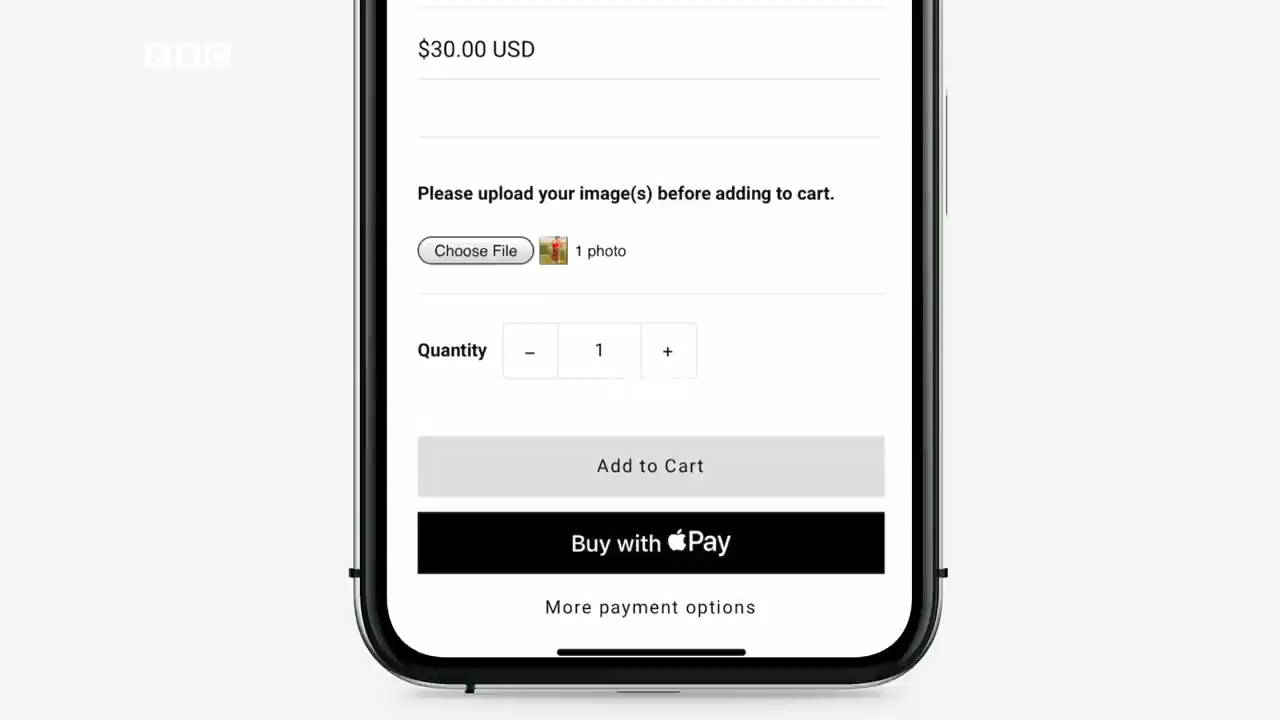 BBC
$30.00 USD
Please upload your image(s) before adding to cart.
Choose File 1 photo
Quantity – 1 +
Add to Cart
Buy with Pay
More payment options